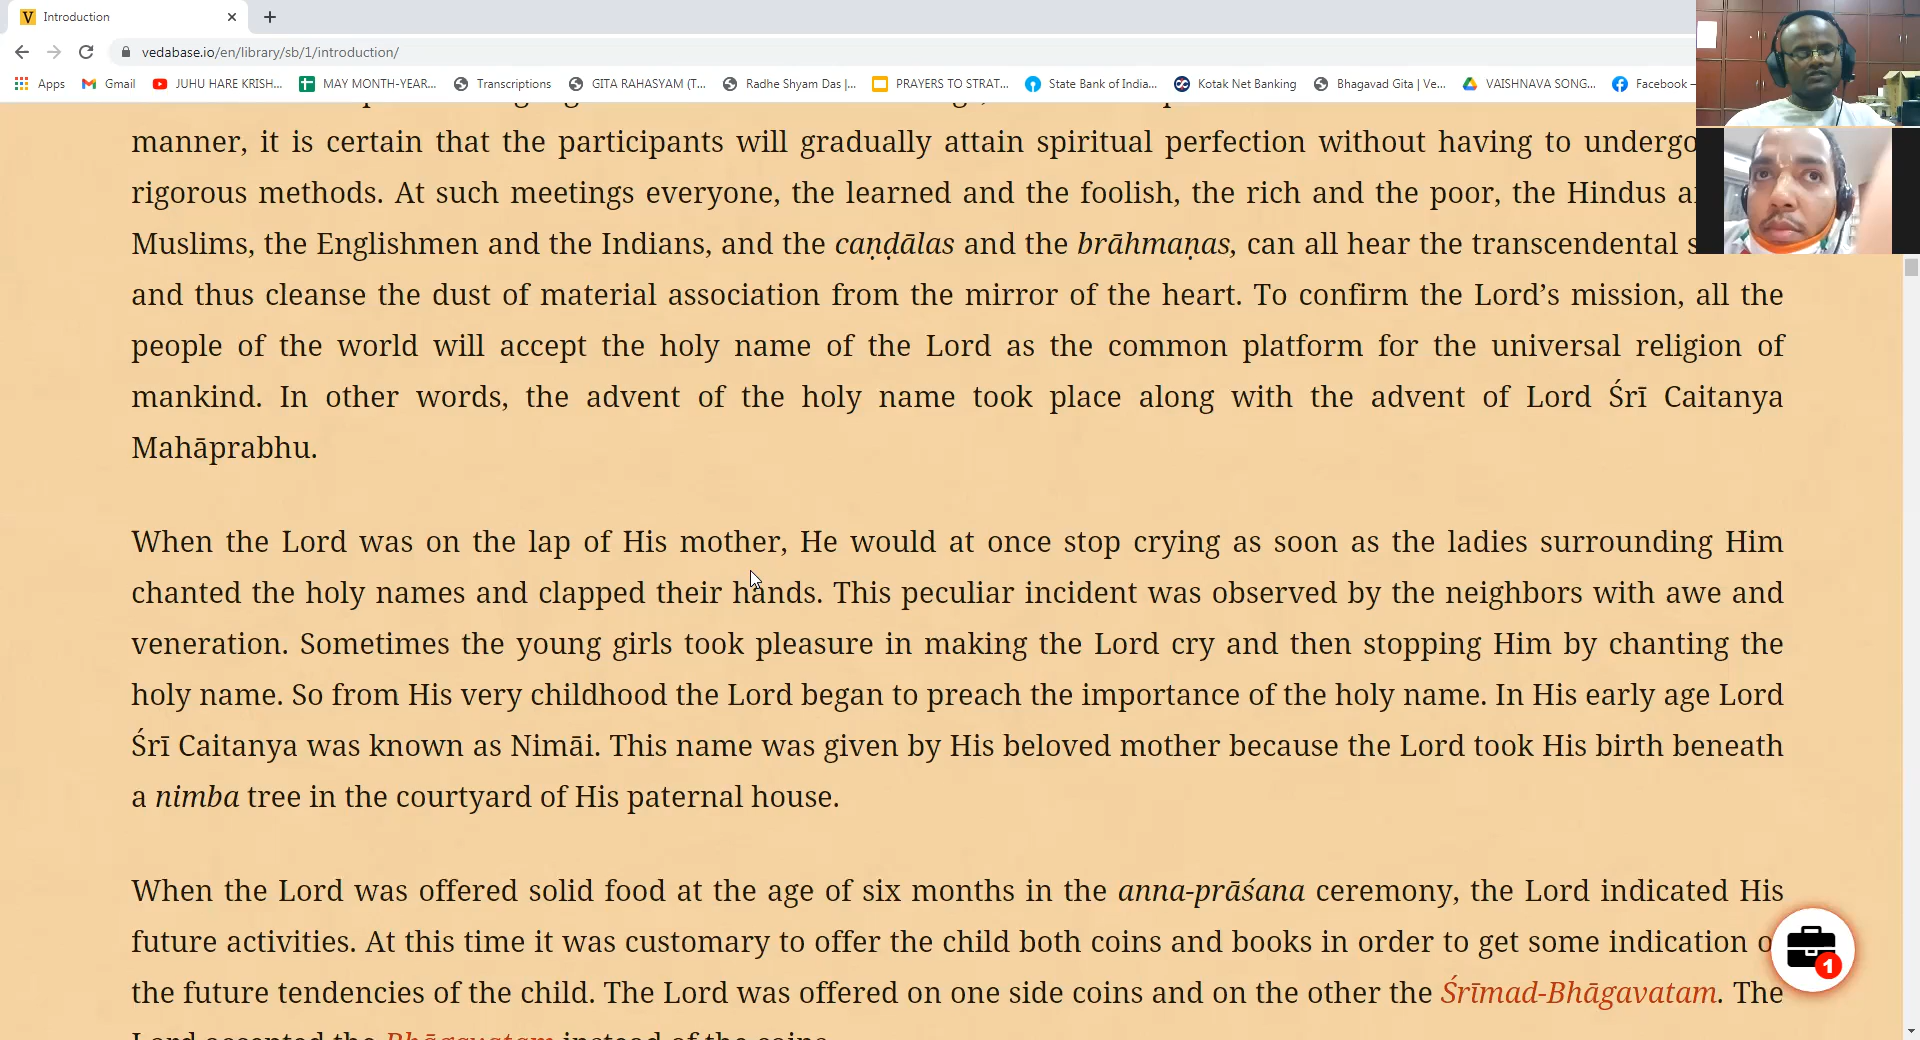 Introduction
vedabase.io/en/library/sb/1/introduction/
Apps Gmail JUHU HARE KRISH... MAY MONTH-YEAR... Transcriptions GITA RAHASYAM (T... Radhe Shyam Das |... PRAYERS TO STRAT... State Bank of India... Kotak Net Banking Bhagavad Gita | Ve... VAISHNAVA SONG... Facebook –
manner, it is certain that the participants will gradually attain spiritual perfection without having to undergo
rigorous methods. At such meetings everyone, the learned and the foolish, the rich and the poor, the Hindus
Muslims, the Englishmen and the Indians, and the caṇḍālas and the brāhmaṇas, can all hear the transcendental
and thus cleanse the dust of material association from the mirror of the heart. To confirm the Lord’s mission, all the
people of the world will accept the holy name of the Lord as the common platform for the universal religion of
mankind. In other words, the advent of the holy name took place along with the advent of Lord Śrī Caitanya
Mahāprabhu.
When the Lord was on the lap of His mother, He would at once stop crying as soon as the ladies surrounding Him
chanted the holy names and clapped their hands. This peculiar incident was observed by the neighbors with awe and
veneration. Sometimes the young girls took pleasure in making the Lord cry and then stopping Him by chanting the
holy name. So from His very childhood the Lord began to preach the importance of the holy name. In His early age Lord
Śrī Caitanya was known as Nimāi. This name was given by His beloved mother because the Lord took His birth beneath
a nimba tree in the courtyard of His paternal house.
When the Lord was offered solid food at the age of six months in the anna-prāśana ceremony, the Lord indicated His
future activities. At this time it was customary to offer the child both coins and books in order to get some indication
1
the future tendencies of the child. The Lord was offered on one side coins and on the other the Śrīmad-Bhāgavatam. The
Lord accepted the Bhāgavatam instead of the coins.